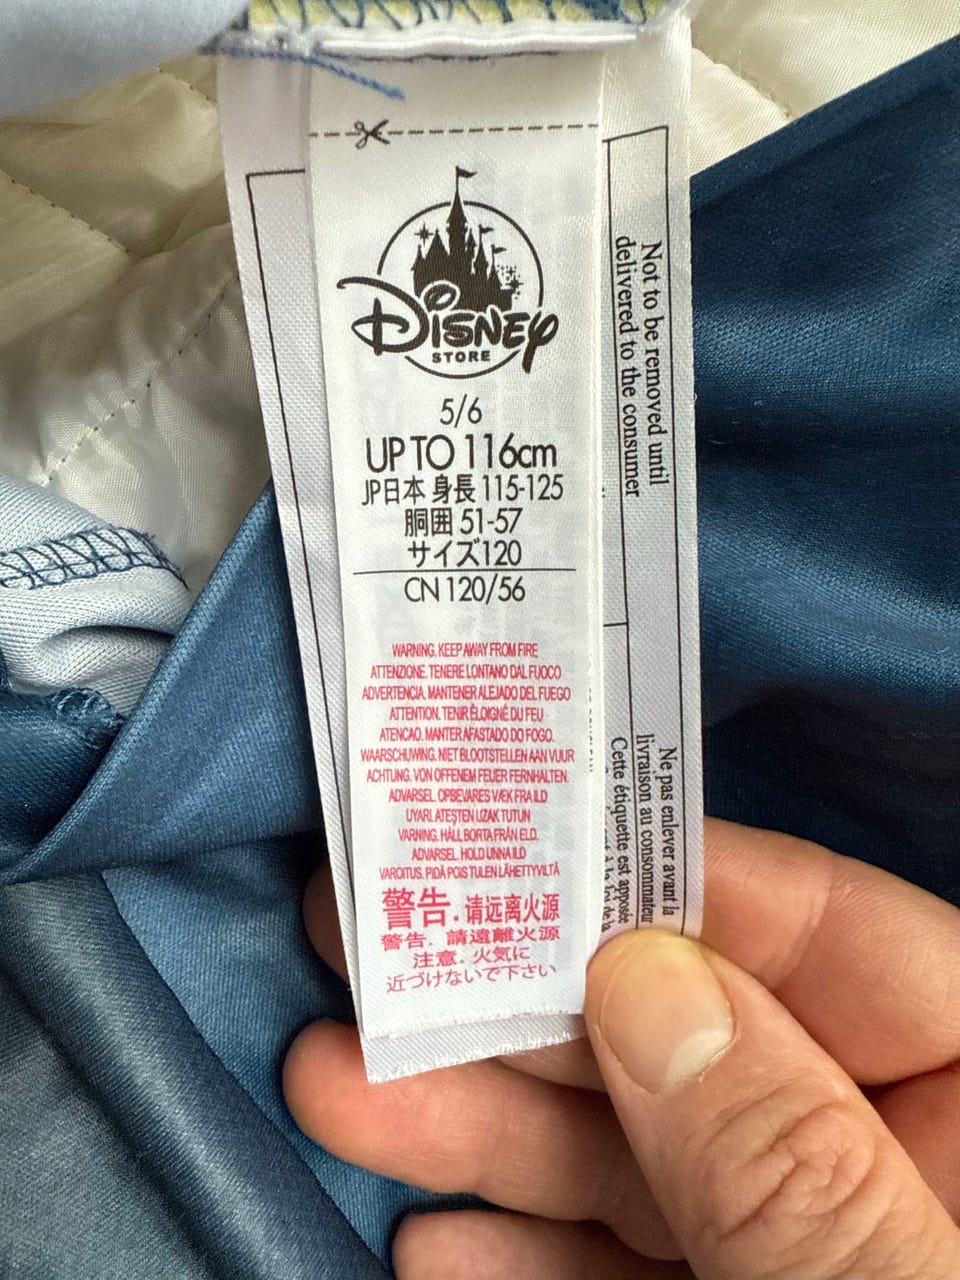 Disney
STORE
5/6
UP TO 116cm
JP日本 身長 115-125
胴囲 51-57
サイズ120
CN 120/56
WARNING. KEEP AWAY FROM FIRE
ATTENZIONE. TENERE LONTANO DAL FUOCO
ADVERTENCIA. MANTENER ALEJADO DEL FUEGO
ATTENTION. TENIR ÉLOIGNÉ DU FEU
ATENCAO. MANTER AFASTADO DO FOGO.
WAARSCHUWING. NIET BLOOTSTELLEN AAN VUUR
ACHTUNG. VON OFFENEM FEUER FERNHALTEN.
ADVARSEL. OPBEVARES VÆK FRA ILD
UYARI. ATEŞTEN UZAK TUTUN
VARNING. HÅLL BORTA FRÅN ELD.
ADVARSEL. HOLD UNNA ILD
VAROITUS. PIDÄ POIS TULEN LÄHETTYVILTÄ
警告. 请远离火源
警告. 請遠離火源
注意. 火気に
近づけないで下さい
Not to be removed until
delivered to the consumer
Ne pas enlever avant la
livraison au consommateur
Cette étiquette est apposée
de la